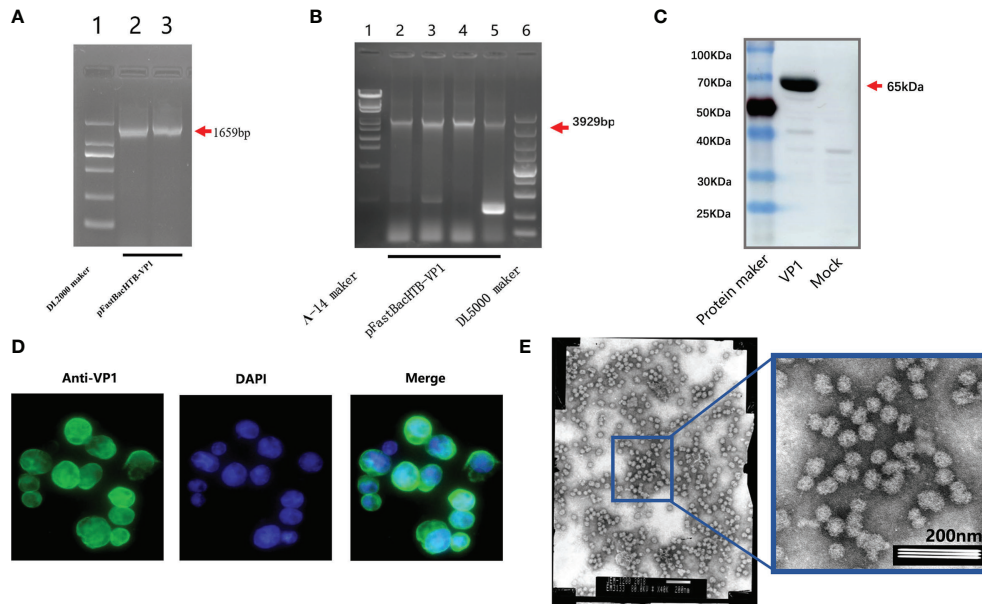 A
1 2 3
1659bp
DL2000 maker
pFastBacHTB-VP1
B
1 2 3 4 5 6
3929bp
Λ-14 maker
pFastBacHTB-VP1
DL5000 maker
C
100KDa
70KDa
50KDa
40KDa
30KDa
25KDa
65kDa
Protein maker
VP1
Mock
D
Anti-VP1
DAPI
Merge
E
200nm